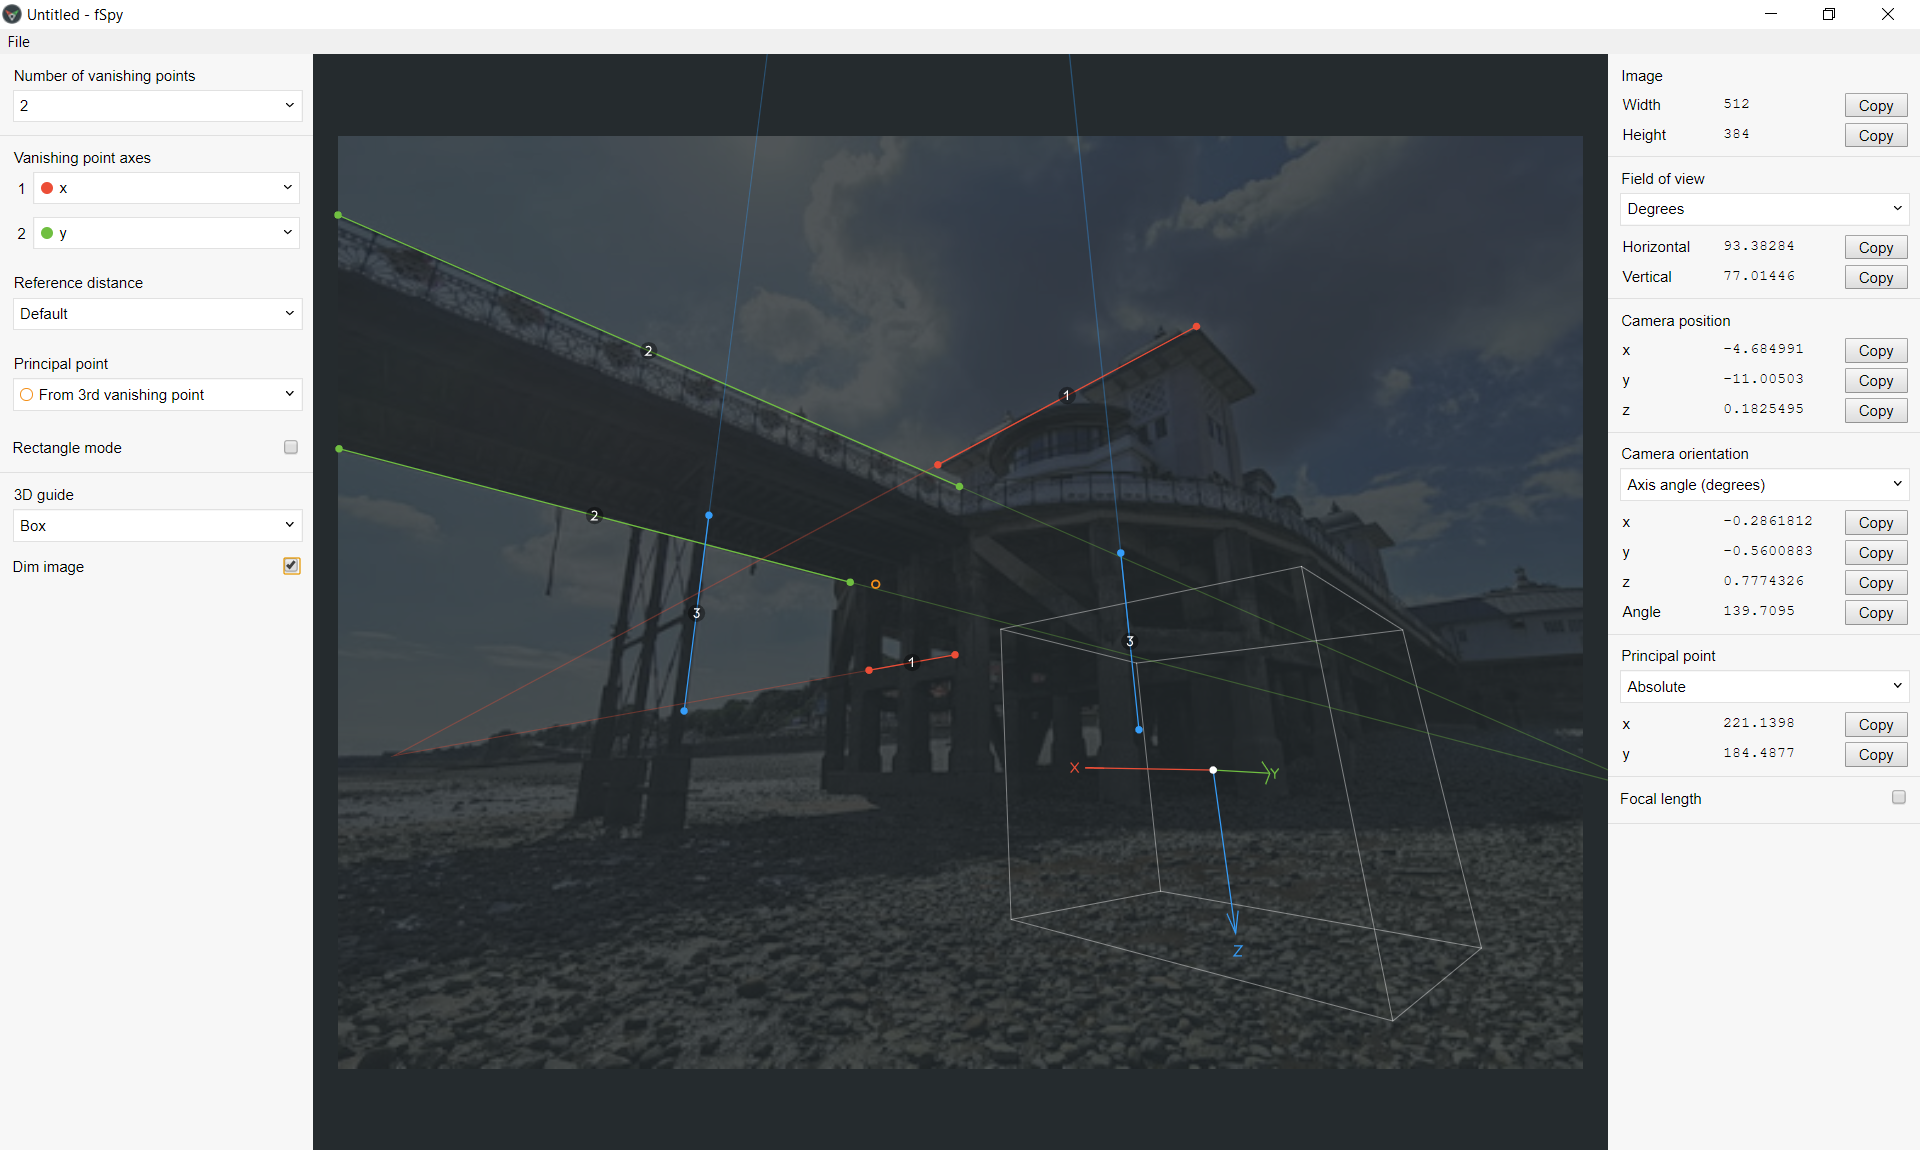 Untitled - fSpy
File
Number of vanishing points
2
Vanishing point axes
1 x
2 y
Reference distance
Default
Principal point
From 3rd vanishing point
Rectangle mode
3D guide
Box
Dim image
2
1
2
3
3
1
X
Y
Z
Image
Width 512 Copy
Height 384 Copy
Field of view
Degrees
Horizontal 93.38284 Copy
Vertical 77.01446 Copy
Camera position
x -4.684991 Copy
y -11.00503 Copy
z 0.1825495 Copy
Camera orientation
Axis angle (degrees)
x -0.2861812 Copy
y -0.5600883 Copy
z 0.7774326 Copy
Angle 139.7095 Copy
Principal point
Absolute
x 221.1398 Copy
y 184.4877 Copy
Focal length